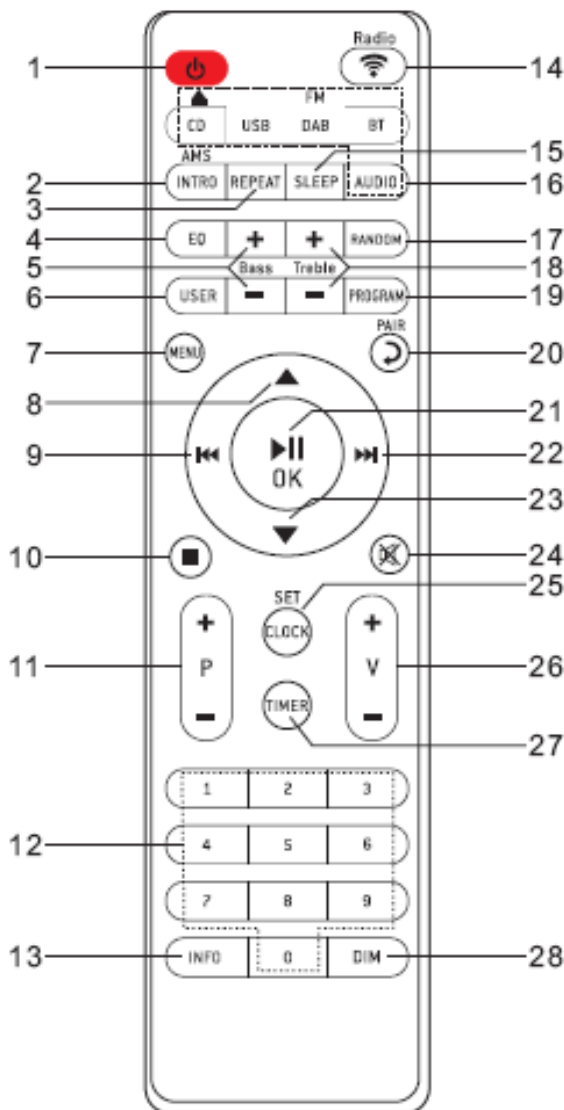 Radio
1 14
FM
CD USB DAB BT
15
AMS
2 INTRO REPEAT SLEEP AUDIO 16
3
4 EQ + + RANDOM 17
5 Bass Treble 18
6 USER - - PROGRAM 19
PAIR
7 MENU 20
8
21
9 OK 22
23
10 24
SET 25
+ CLOCK +
11 P V 26
- TIMER -
27
1 2 3
12 4 5 6
7 8 9
13 INFO 0 DIM 28